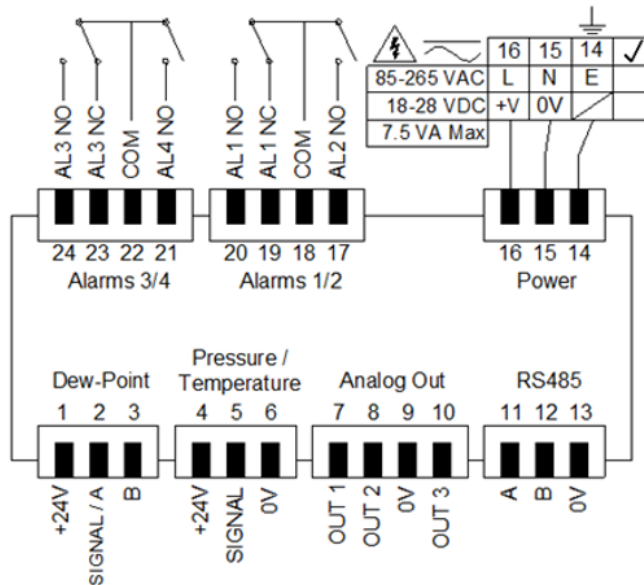 16 15 14 ✓
85-265 VAC L N E
18-28 VDC +V 0V
7.5 VA Max
AL3 NO
AL3 NC
COM
AL4 NO
AL1 NO
AL1 NC
COM
AL2 NO
24 23 22 21
Alarms 3/4
20 19 18 17
Alarms 1/2
16 15 14
Power
Dew-Point
1 2 3
+24V
SIGNAL / A
B
Pressure /
Temperature
4 5 6
+24V
SIGNAL
0V
Analog Out
7 8 9 10
OUT 1
OUT 2
0V
OUT 3
RS485
11 12 13
A
B
0V